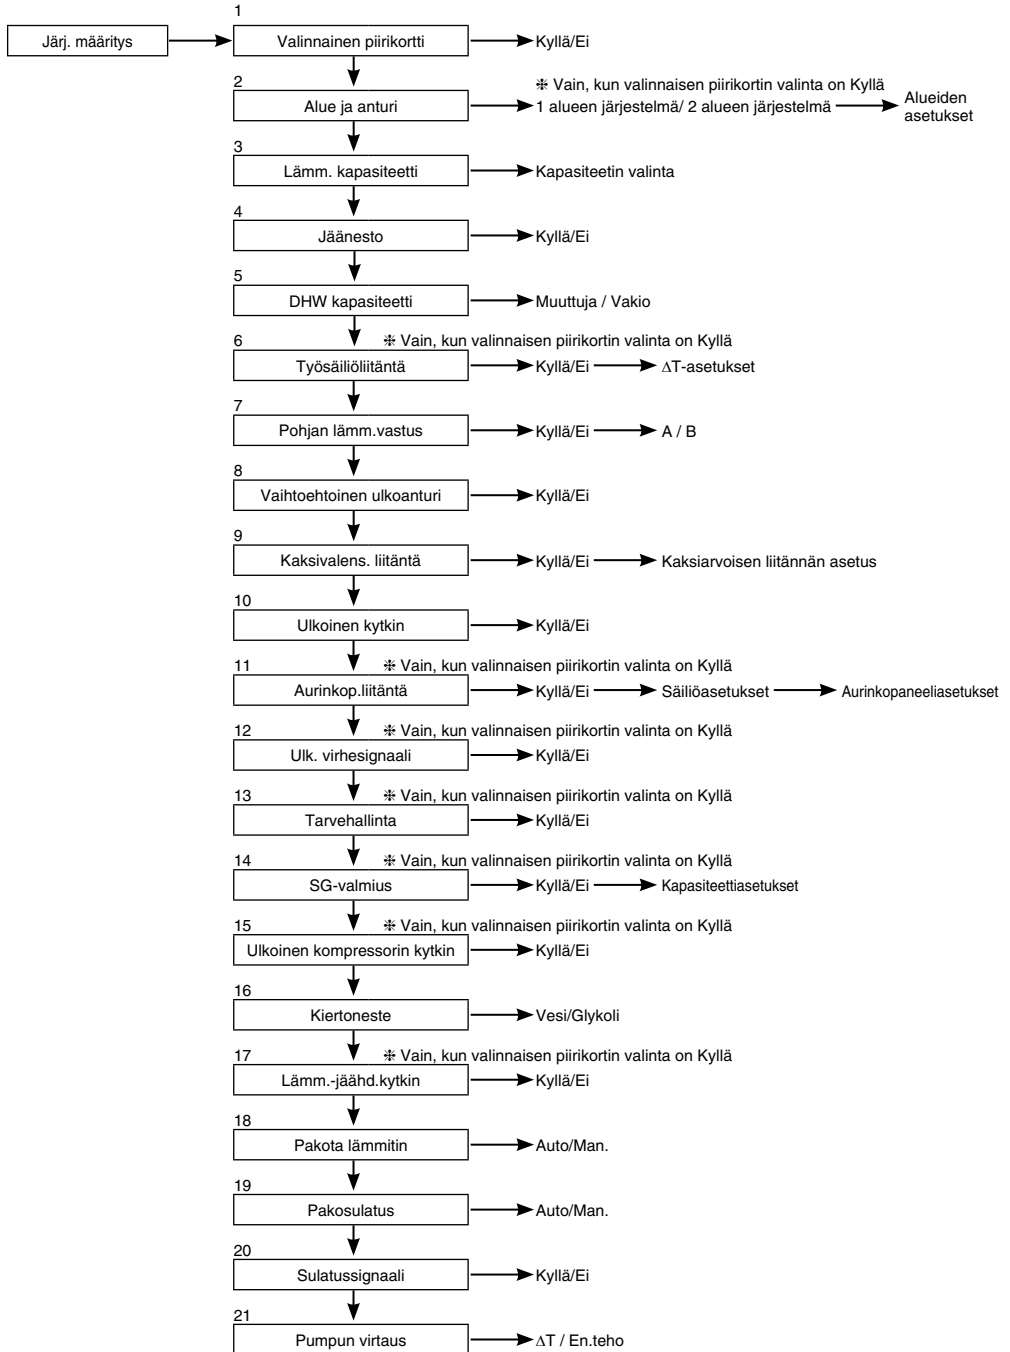 1
Järj. määritys
Valinnainen piirikortti
Kyllä/Ei
2
❈ Vain, kun valinnaisen piirikortin valinta on Kyllä
Alue ja anturi
1 alueen järjestelmä/ 2 alueen järjestelmä
Alueiden
asetukset
3
Lämm. kapasiteetti
Kapasiteetin valinta
4
Jäänesto
Kyllä/Ei
5
DHW kapasiteetti
Muuttuja / Vakio
6
❈ Vain, kun valinnaisen piirikortin valinta on Kyllä
Työsäiliöliitäntä
Kyllä/Ei
∆T-asetukset
7
Pohjan lämm.vastus
Kyllä/Ei
A / B
8
Vaihtoehtoinen ulkoanturi
Kyllä/Ei
9
Kaksivalens. liitäntä
Kyllä/Ei
Kaksiarvoisen liitännän asetus
10
Ulkoinen kytkin
Kyllä/Ei
11
❈ Vain, kun valinnaisen piirikortin valinta on Kyllä
Aurinkop.liitäntä
Kyllä/Ei
Säiliöasetukset
Aurinkopaneeliasetukset
12
❈ Vain, kun valinnaisen piirikortin valinta on Kyllä
Ulk. virhesignaali
Kyllä/Ei
13
❈ Vain, kun valinnaisen piirikortin valinta on Kyllä
Tarvehallinta
Kyllä/Ei
14
❈ Vain, kun valinnaisen piirikortin valinta on Kyllä
SG-valmius
Kyllä/Ei
Kapasiteettiasetukset
15
❈ Vain, kun valinnaisen piirikortin valinta on Kyllä
Ulkoinen kompressorin kytkin
Kyllä/Ei
16
Kiertoneste
Vesi/Glykoli
17
❈ Vain, kun valinnaisen piirikortin valinta on Kyllä
Lämm.-jäähd.kytkin
Kyllä/Ei
18
Pakota lämmitin
Auto/Man.
19
Pakosulatus
Auto/Man.
20
Sulatussignaali
Kyllä/Ei
21
Pumpun virtaus
∆T / En.teho